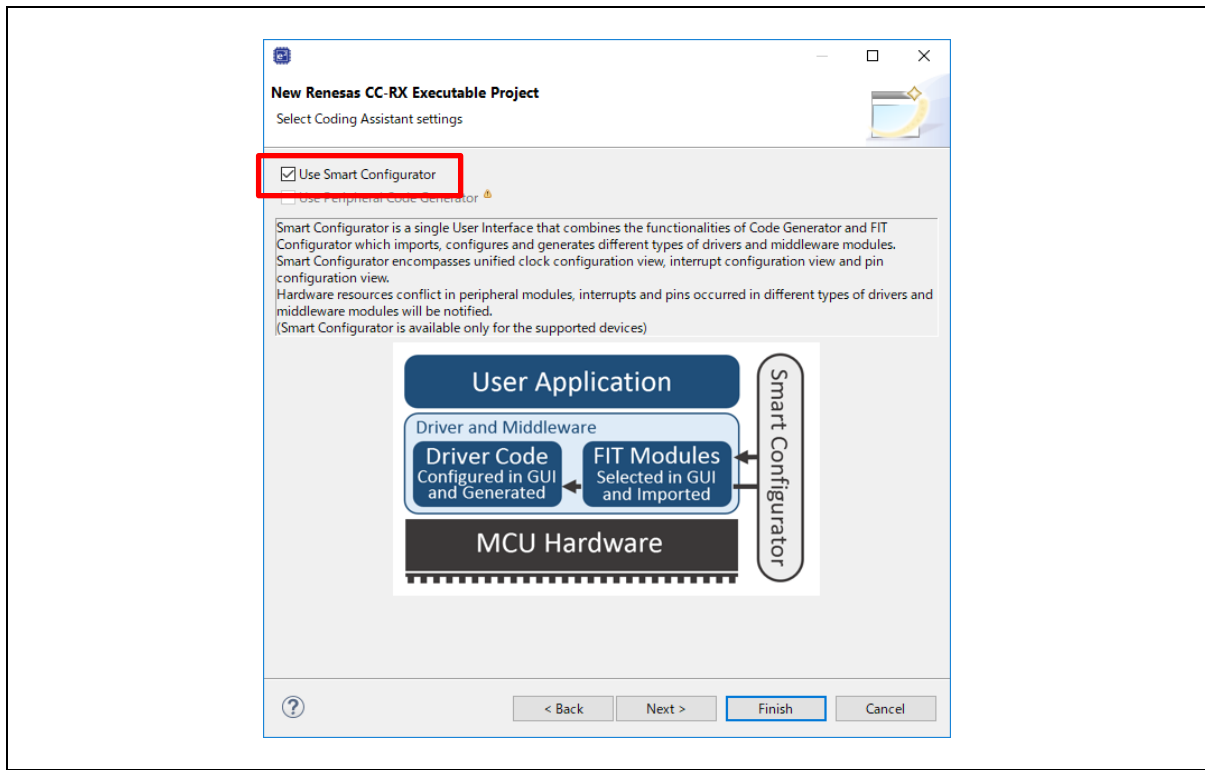 New Renesas CC-RX Executable Project
Select Coding Assistant settings
Use Smart Configurator
Use Peripheral Code Generator
Smart Configurator is a single User Interface that combines the functionalities of Code Generator and FIT
Configurator which imports, configures and generates different types of drivers and middleware modules.
Smart Configurator encompasses unified clock configuration view, interrupt configuration view and pin
configuration view.
Hardware resources conflict in peripheral modules, interrupts and pins occurred in different types of drivers and
middleware modules will be notified.
(Smart Configurator is available only for the supported devices)
User Application
Driver and Middleware
Driver Code
Configured in GUI
and Generated
FIT Modules
Selected in GUI
and Imported
MCU Hardware
Smart Configurator
?
< Back
Next >
Finish
Cancel